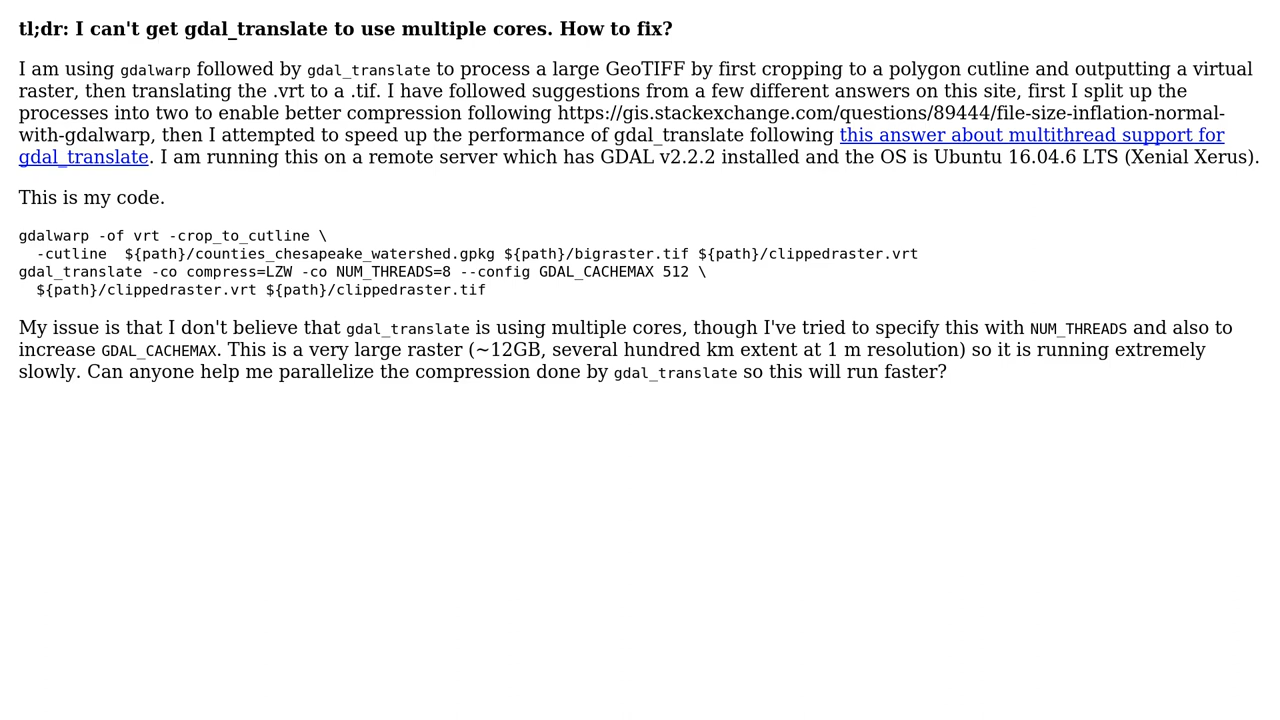 tl;dr: I can't get gdal_translate to use multiple cores. How to fix?
I am using gdalwarp followed by gdal_translate to process a large GeoTIFF by first cropping to a polygon cutline and outputting a virtual
raster, then translating the .vrt to a .tif. I have followed suggestions from a few different answers on this site, first I split up the
processes into two to enable better compression following https://gis.stackexchange.com/questions/89444/file-size-inflation-normal-
with-gdalwarp, then I attempted to speed up the performance of gdal_translate following this answer about multithread support for
gdal_translate. I am running this on a remote server which has GDAL v2.2.2 installed and the OS is Ubuntu 16.04.6 LTS (Xenial Xerus).
This is my code.
gdalwarp -of vrt -crop_to_cutline \
  -cutline  ${path}/counties_chesapeake_watershed.gpkg ${path}/bigraster.tif ${path}/clippedraster.vrt
gdal_translate -co compress=LZW -co NUM_THREADS=8 --config GDAL_CACHEMAX 512 \
  ${path}/clippedraster.vrt ${path}/clippedraster.tif
My issue is that I don't believe that gdal_translate is using multiple cores, though I've tried to specify this with NUM_THREADS and also to
increase GDAL_CACHEMAX. This is a very large raster (~12GB, several hundred km extent at 1 m resolution) so it is running extremely
slowly. Can anyone help me parallelize the compression done by gdal_translate so this will run faster?